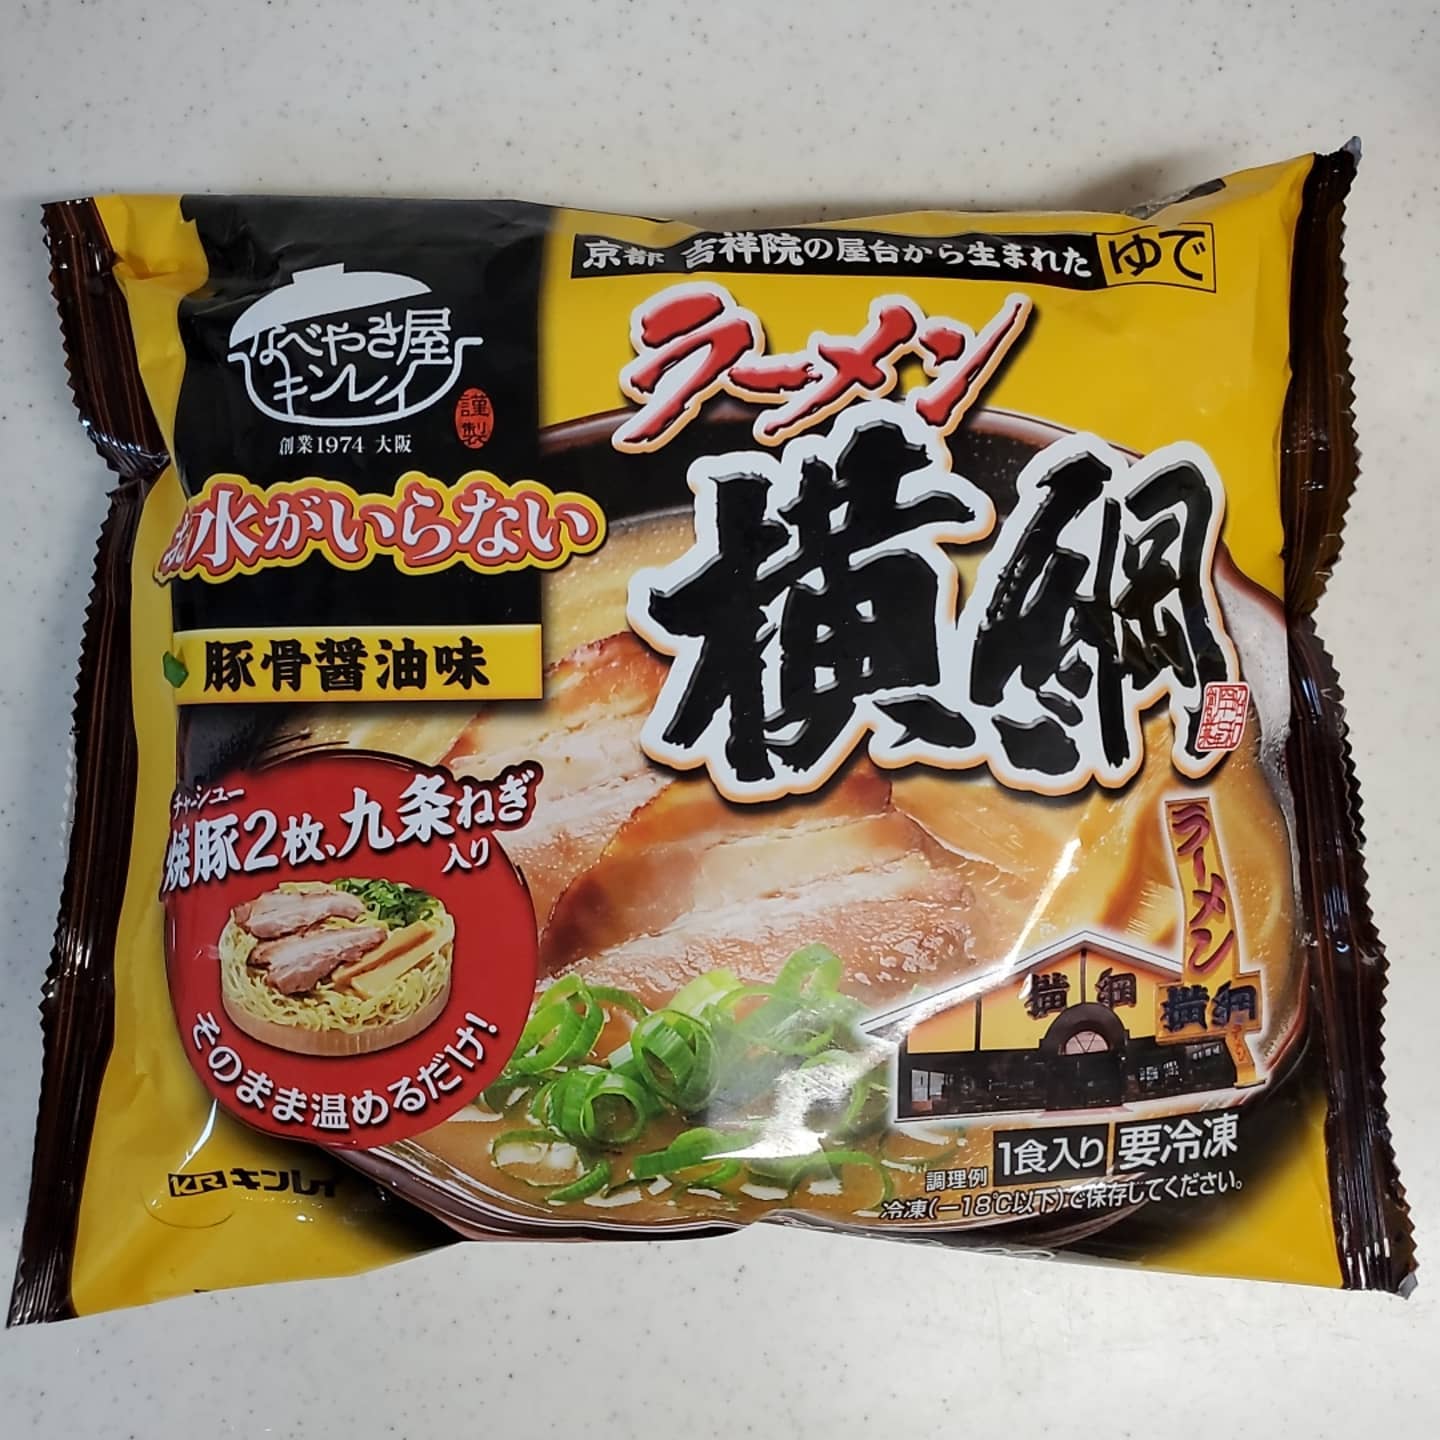 京都 吉祥院の屋台から生まれた ゆで
ラーメン
横綱
なべやき屋
キンレイ
謹製
創業1974 大阪
水がいらない
豚骨醤油味
チャーシュー
焼豚2枚、九条ねぎ
入り
そのまま温めるだけ!
ラーメン
横綱
横綱
KR キンレイ
調理例 1食入り 要冷凍
冷凍(−18℃以下)で保存してください。